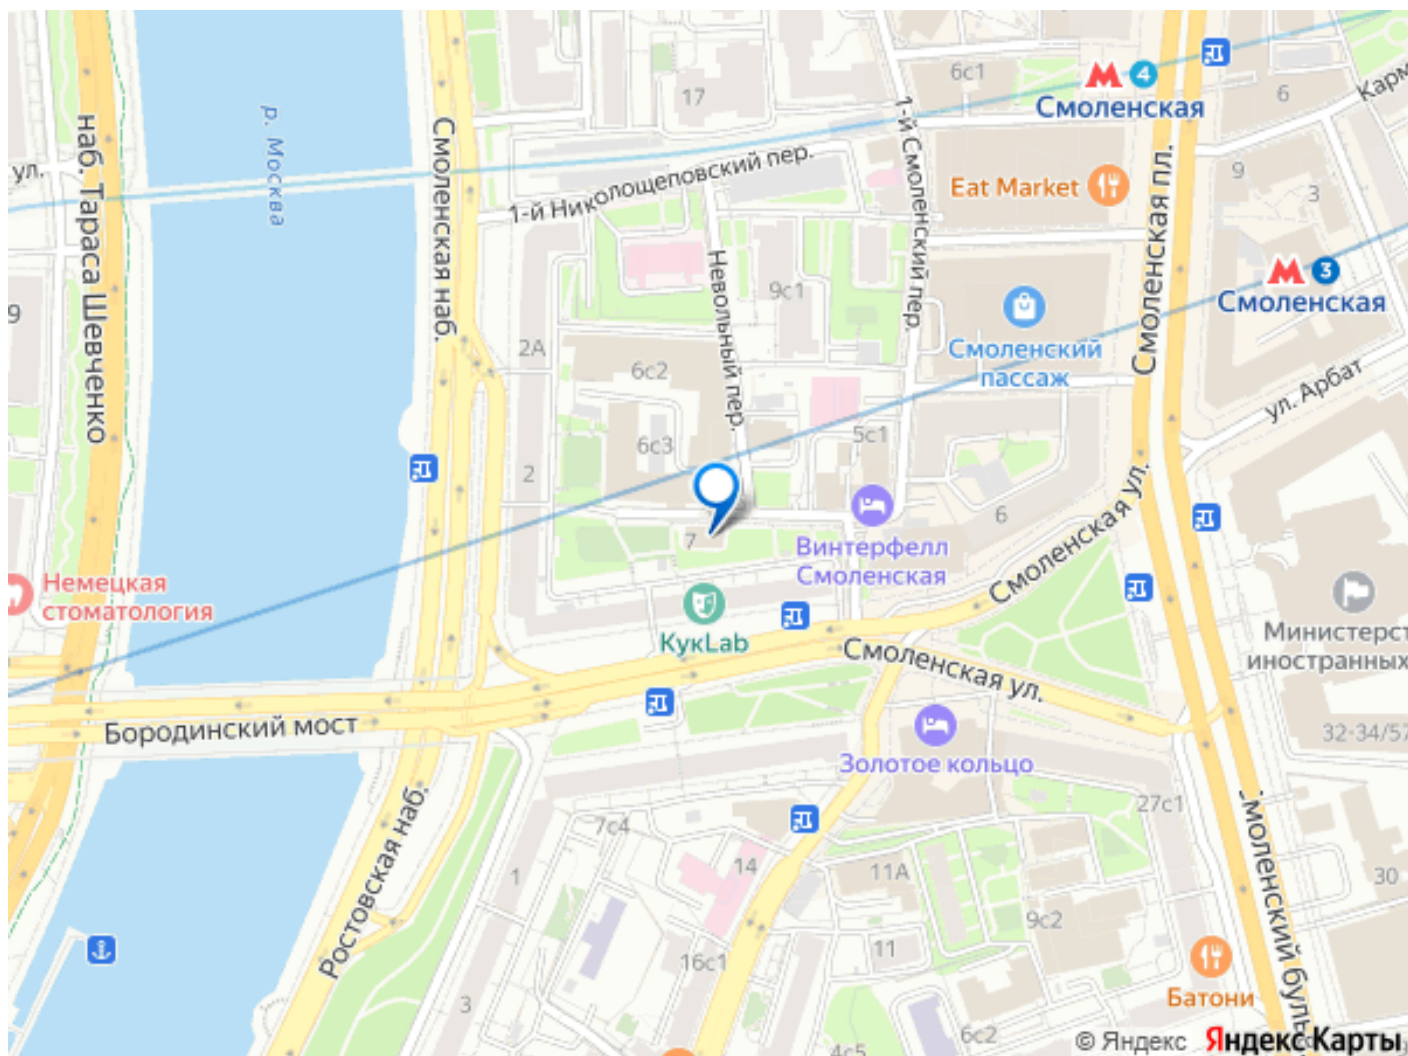 6с1
4
Смоленская
6
17
Карм
Смоленская наб.
р. Москва
наб. Тараса Шевченко
ул.
1-й Николощеповский пер.
1-й Смоленский пер.
Eat Market
Смоленская пл.
9
3
3
Смоленская
Невольный пер.
9с1
9
2А
6с2
Смоленский
пассаж
ул. Арбат
6с3
5с1
2
6
Смоленская ул.
7
Винтерфелл
Смоленская
Немецкая
стоматология
КукLab
Министерст
иностранных
Смоленская ул.
Бородинский мост
32-34/57
Золотое кольцо
27с1
Ростовская наб.
7с4
14
1
11А
30
Смоленский буль
9с2
11
16с1
3
Батони
6с2
4с5
© Яндекс
Яндекс Карты